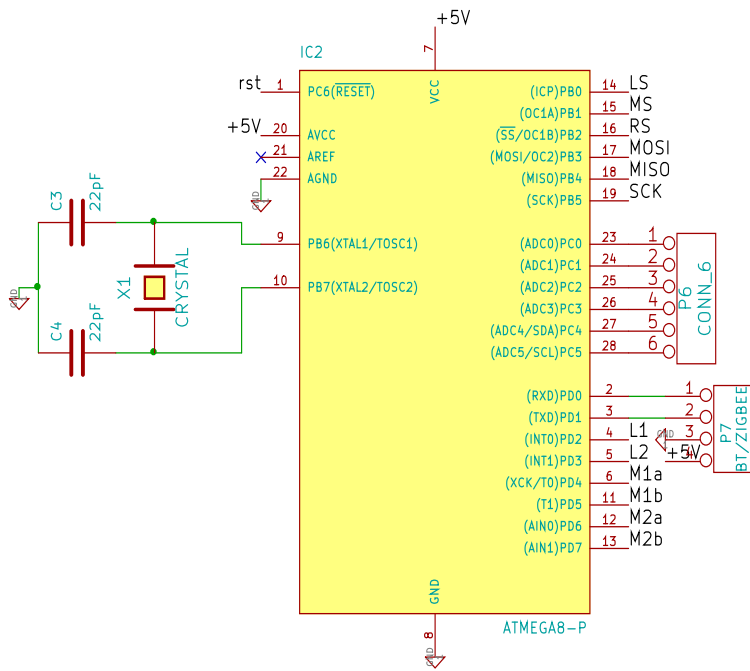 +5V
7
IC2
VCC
rst 1 PC6(RESET)
+5V 20 AVCC
21 AREF
22 AGND
GND
9 PB6(XTAL1/TOSC1)
10 PB7(XTAL2/TOSC2)
C3 22pF
X1 CRYSTAL
GND
C4 22pF
(ICP)PB0 14 LS
(OC1A)PB1 15 MS
(SS/OC1B)PB2 16 RS
(MOSI/OC2)PB3 17 MOSI
(MISO)PB4 18 MISO
(SCK)PB5 19 SCK
(ADC0)PC0 23 1
(ADC1)PC1 24 2
(ADC2)PC2 25 3
(ADC3)PC3 26 4
(ADC4/SDA)PC4 27 5
(ADC5/SCL)PC5 28 6
P6 CONN_6
(RXD)PD0 2 1
(TXD)PD1 3 2
(INT0)PD2 4 L1 GND 3
(INT1)PD3 5 L2 +5V 4
P7 BT/ZIGBEE
(XCK/T0)PD4 6 M1a
(T1)PD5 11 M1b
(AIN0)PD6 12 M2a
(AIN1)PD7 13 M2b
GND
8
GND
ATMEGA8-P